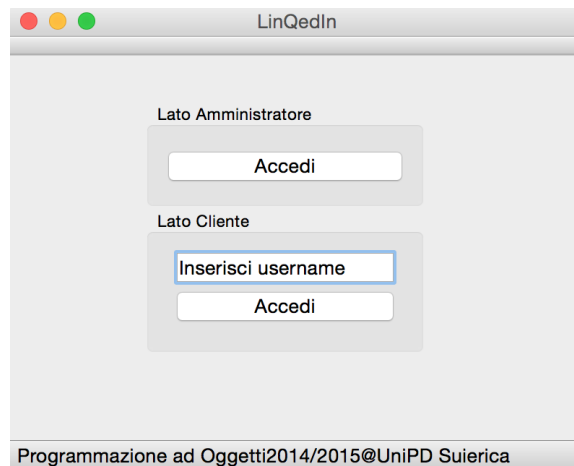 LinQedIn
Lato Amministratore
Accedi
Lato Cliente
Inserisci username
Accedi
Programmazione ad Oggetti2014/2015@UniPD Suierica